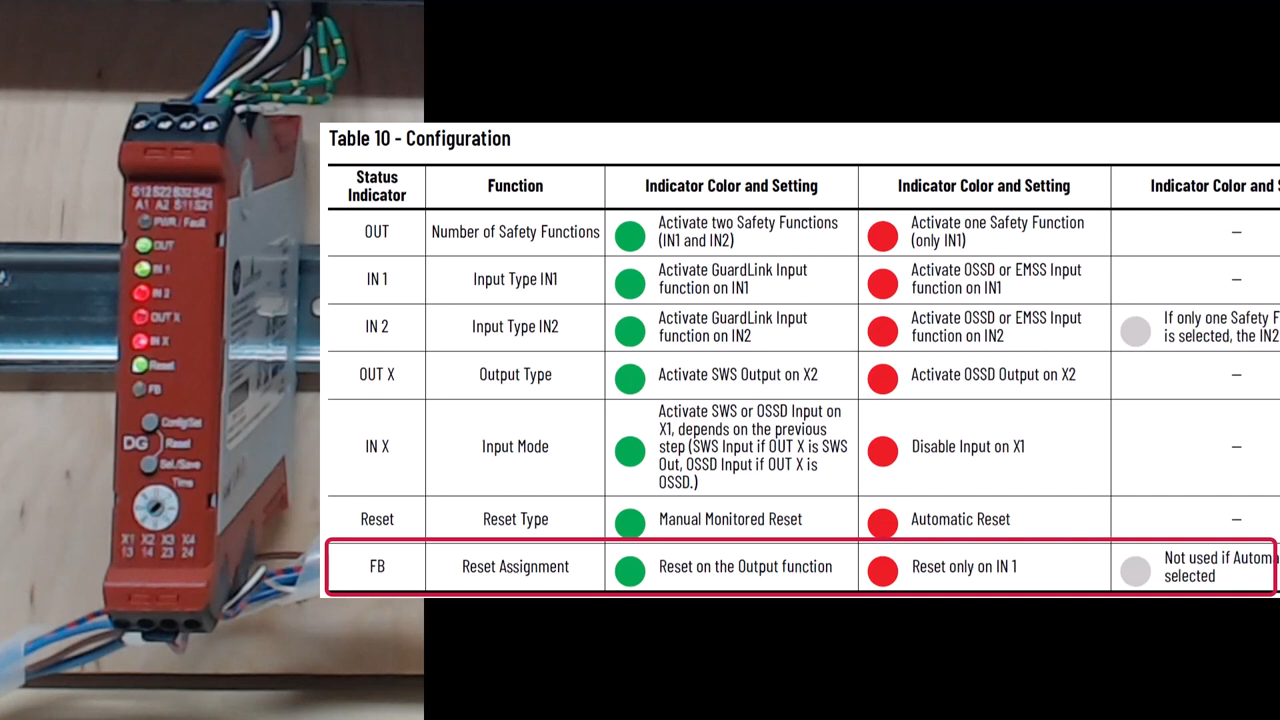 S12 S22 S32 S42
A1 A2 S11 S21
PWR / Fault
OUT
IN 1
IN 2
OUT X
IN X
Reset
FB
Config/Set
DG
Reset
Sel./Save
Time
X1 X2 X3 X4
13 14 23 24
Table 10 - Configuration
Status
Indicator
Function
Indicator Color and Setting
Indicator Color and Setting
Indicator Color and S
OUT
Number of Safety Functions
Activate two Safety Functions
(IN1 and IN2)
Activate one Safety Function
(only IN1)
—
IN 1
Input Type IN1
Activate GuardLink Input
function on IN1
Activate OSSD or EMSS Input
function on IN1
—
IN 2
Input Type IN2
Activate GuardLink Input
function on IN2
Activate OSSD or EMSS Input
function on IN2
If only one Safety F
is selected, the IN2
OUT X
Output Type
Activate SWS Output on X2
Activate OSSD Output on X2
—
IN X
Input Mode
Activate SWS or OSSD Input on
X1, depends on the previous
step (SWS Input if OUT X is SWS
Out, OSSD Input if OUT X is
OSSD.)
Disable Input on X1
—
Reset
Reset Type
Manual Monitored Reset
Automatic Reset
—
FB
Reset Assignment
Reset on the Output function
Reset only on IN 1
Not used if Autom
selected